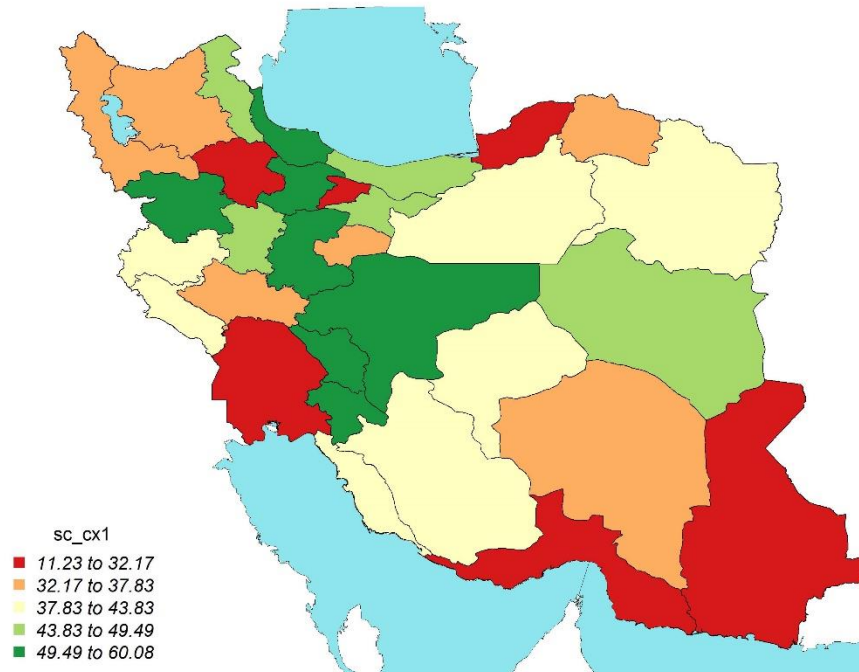 sc_cx1
11.23 to 32.17
32.17 to 37.83
37.83 to 43.83
43.83 to 49.49
49.49 to 60.08